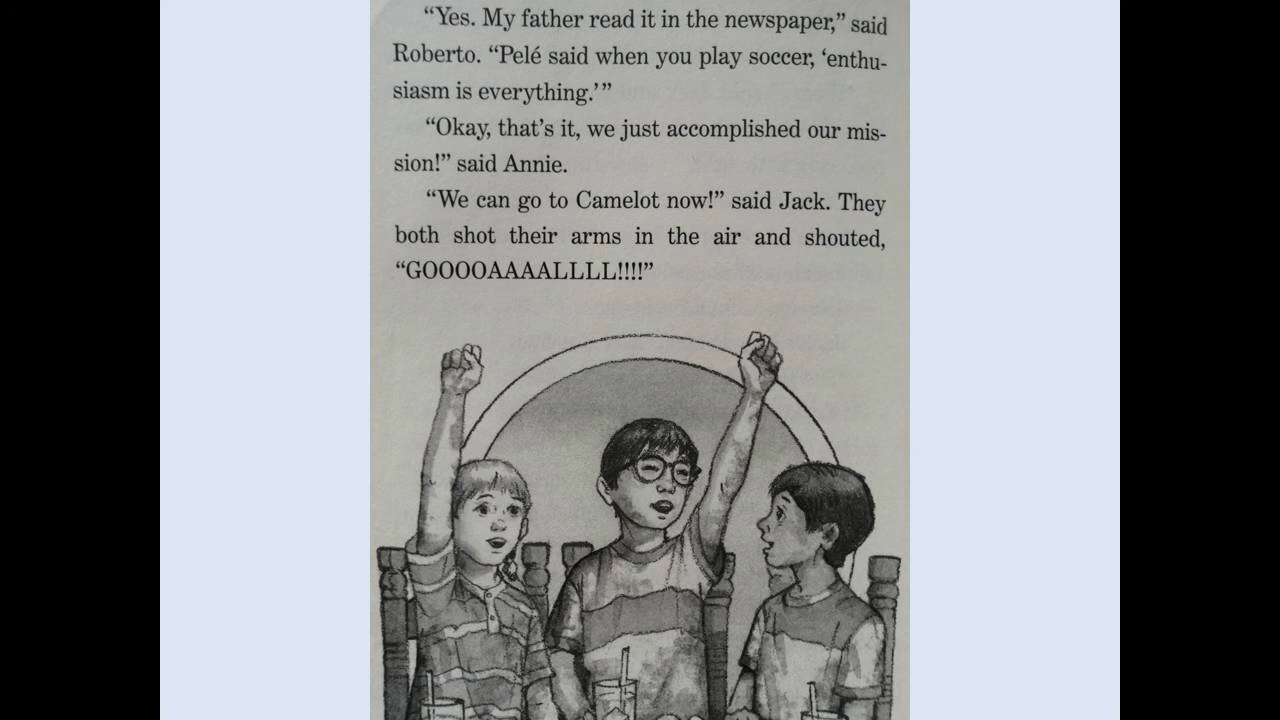 “Yes. My father read it in the newspaper,” said
Roberto. “Pelé said when you play soccer, ‘enthu-
siasm is everything.’”
“Okay, that’s it, we just accomplished our mis-
sion!” said Annie.
“We can go to Camelot now!” said Jack. They
both shot their arms in the air and shouted,
“GOOOOAAAALLLL!!!!”